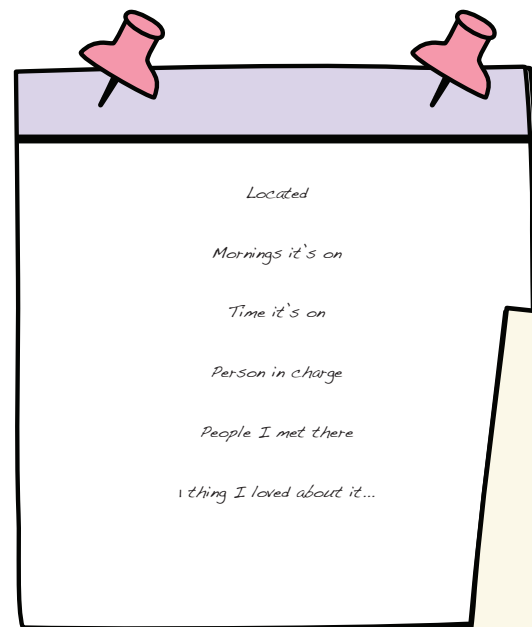 Located
Mornings it's on
Time it's on
Person in charge
People I met there
1 thing I loved about it...